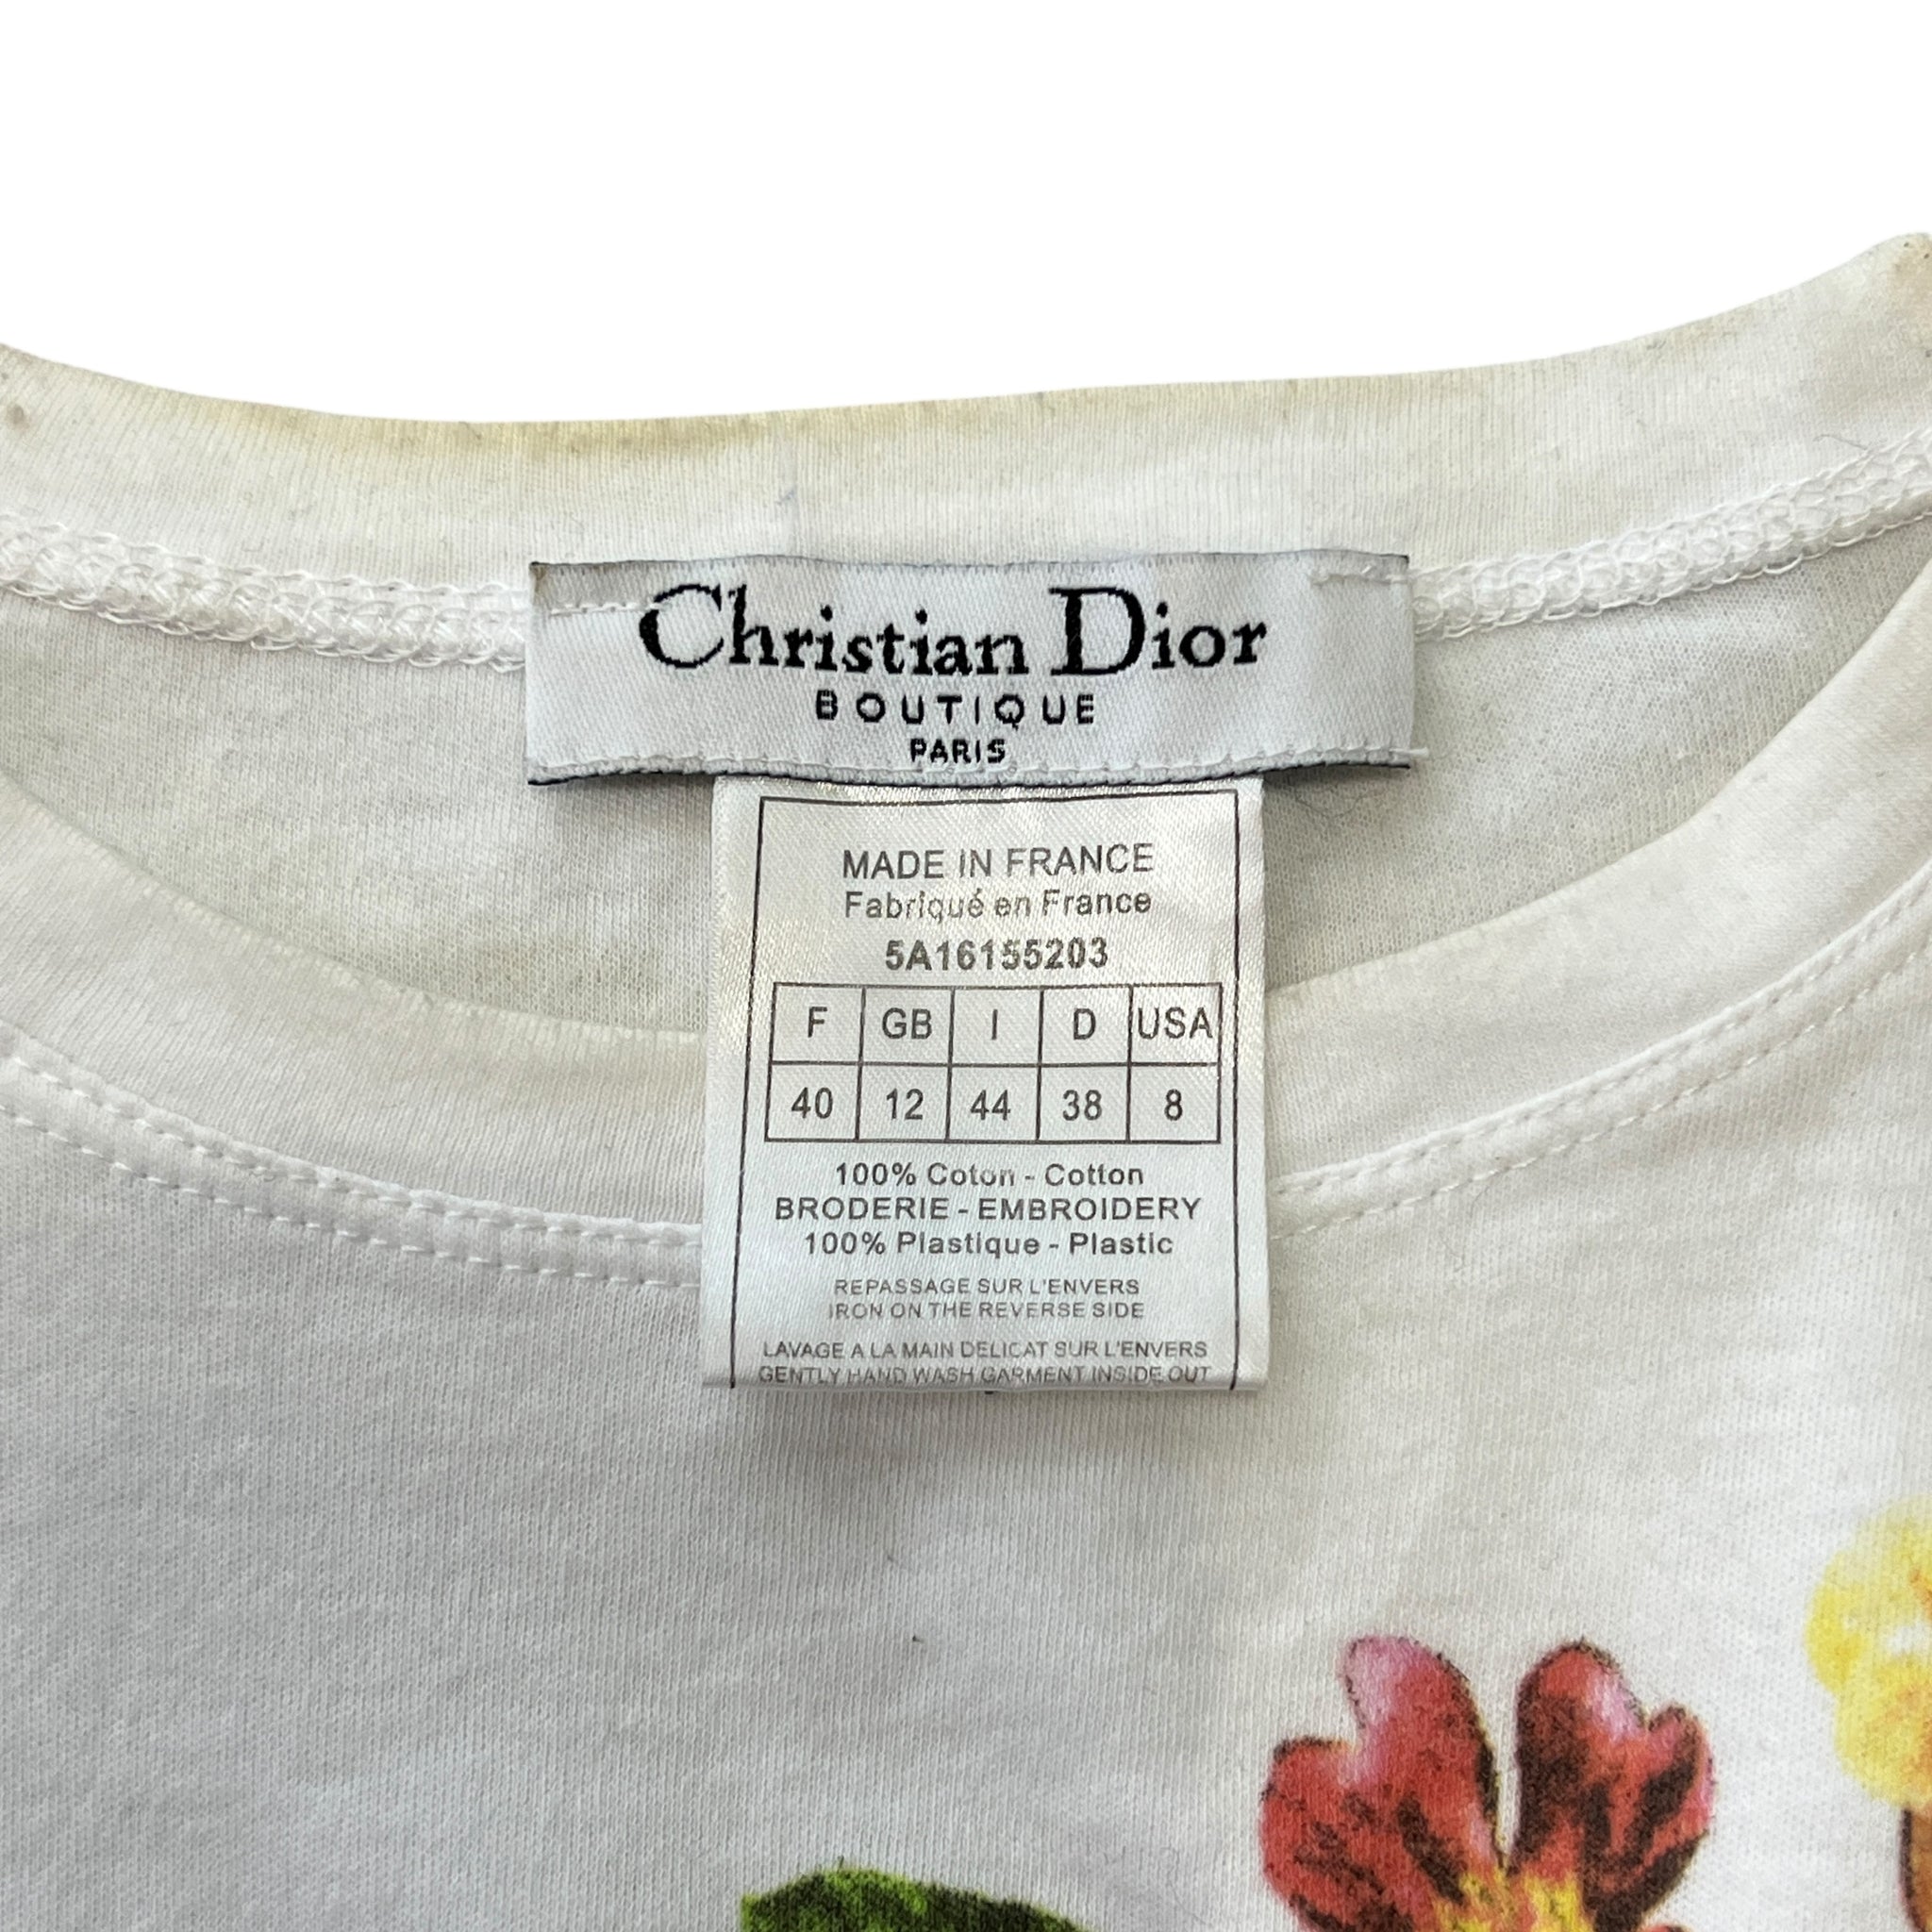 Christian Dior
BOUTIQUE
PARIS
MADE IN FRANCE
Fabriqué en France
5A16155203
F GB I D USA
40 12 44 38 8
100% Coton - Cotton
BRODERIE - EMBROIDERY
100% Plastique - Plastic
REPASSAGE SUR L'ENVERS
IRON ON THE REVERSE SIDE
LAVAGE A LA MAIN DELICAT SUR L'ENVERS
GENTLY HAND WASH GARMENT INSIDE OUT